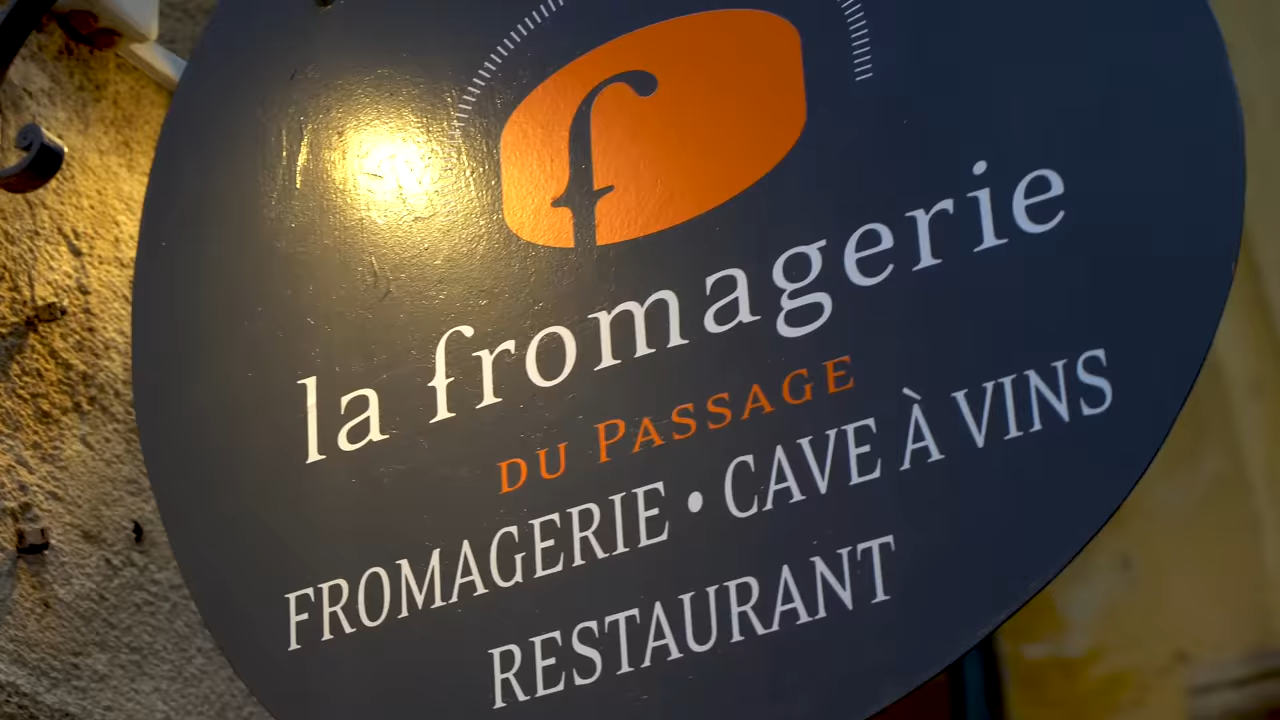 f
la fromagerie
DU PASSAGE
FROMAGERIE • CAVE À VINS
RESTAURANT